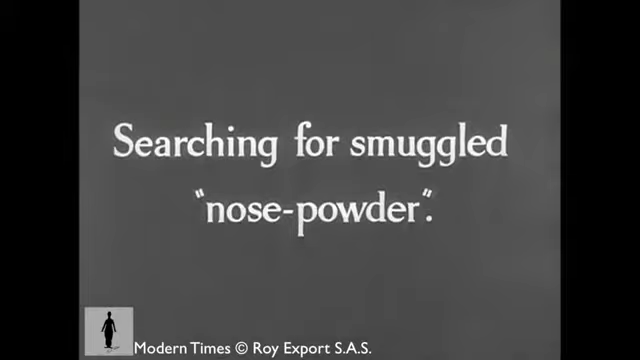 Searching for smuggled
"nose-powder".
Modern Times © Roy Export S.A.S.